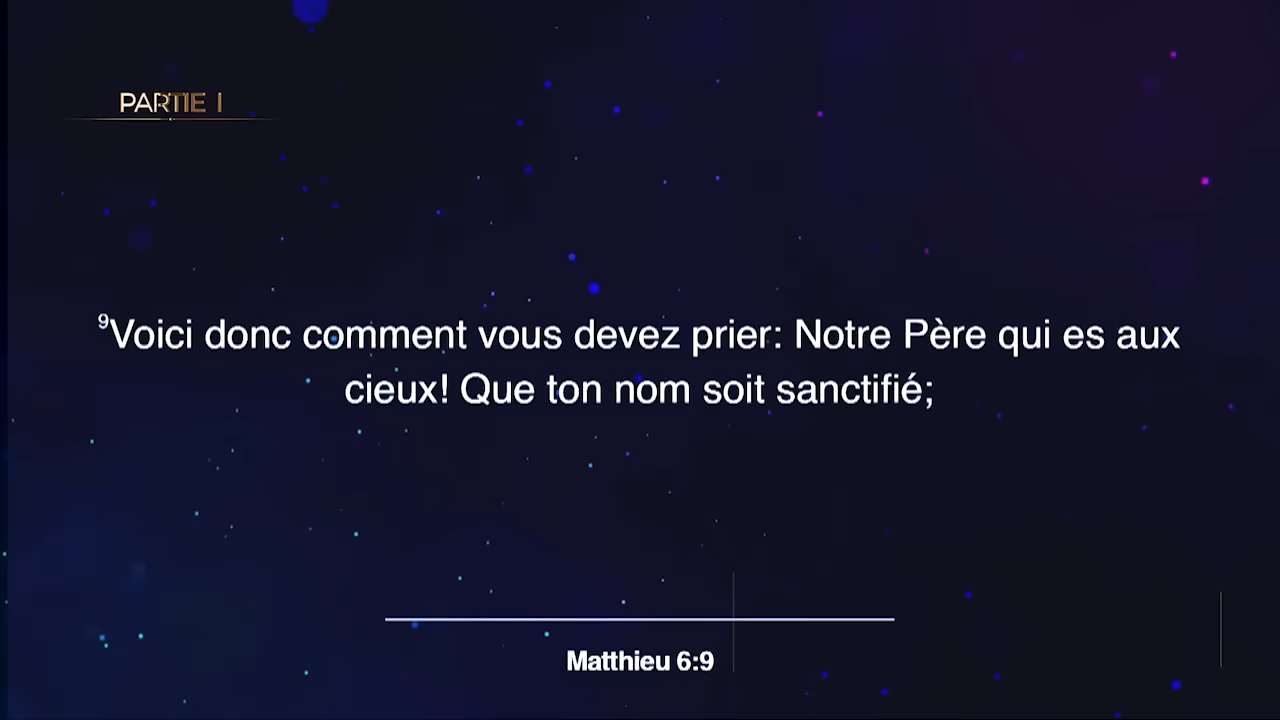 PARTIE I
⁹Voici donc comment vous devez prier: Notre Père qui es aux
cieux! Que ton nom soit sanctifié;
Matthieu 6:9